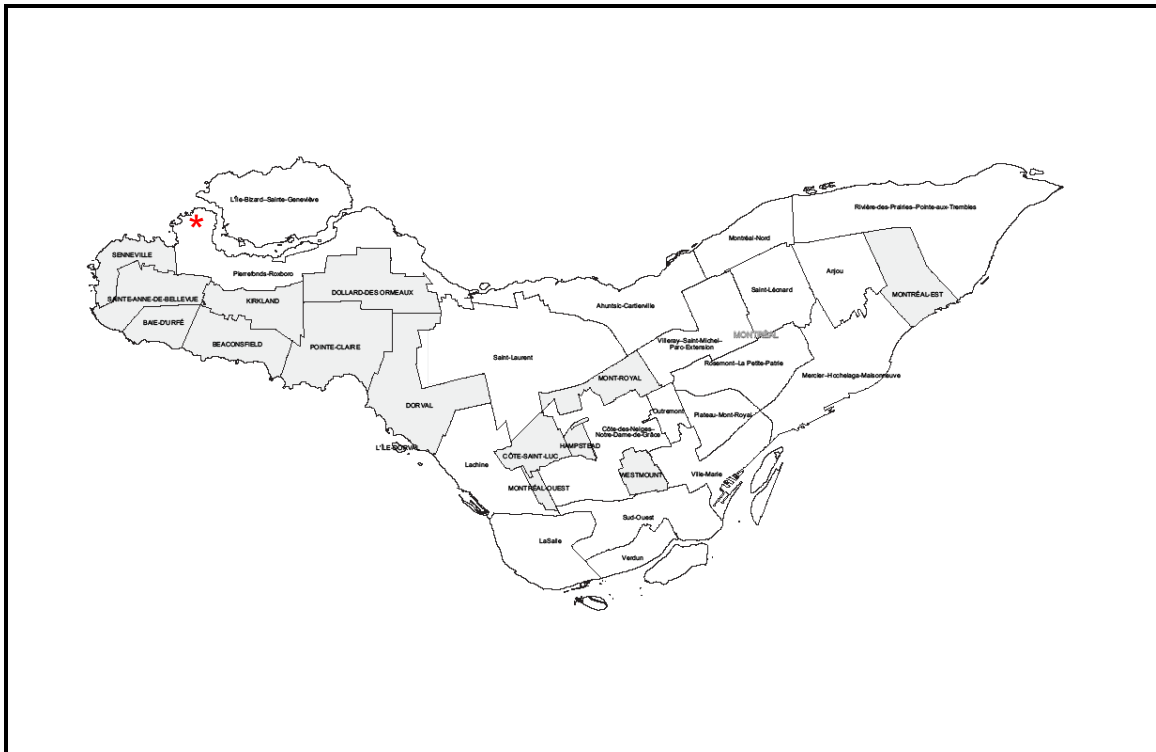 L'Île-Bizard–Sainte-Geneviève
*
Rivière-des-Prairies–Pointe-aux-Trembles
Montréal-Nord
SENNEVILLE
Pierrefonds-Roxboro
Anjou
Saint-Léonard
SAINTE-ANNE-DE-BELLEVUE
KIRKLAND
DOLLARD-DES ORMEAUX
MONTRÉAL-EST
Ahuntsic-Cartierville
BAIE-D'URFÉ
MONTRÉAL
BEACONSFIELD
POINTE-CLAIRE
Villeray–Saint-Michel–
Parc-Extension
Saint-Laurent
Rosemont–La Petite-Patrie
Mercier–Hochelaga-Maisonneuve
MONT-ROYAL
DORVAL
Outremont
Plateau-Mont-Royal
Côte-des-Neiges–
Notre-Dame-de-Grâce
L'ÎLE-DORVAL
HAMPSTEAD
CÔTE-SAINT-LUC
Lachine
WESTMOUNT
Ville-Marie
MONTRÉAL-OUEST
Sud-Ouest
LaSalle
Verdun